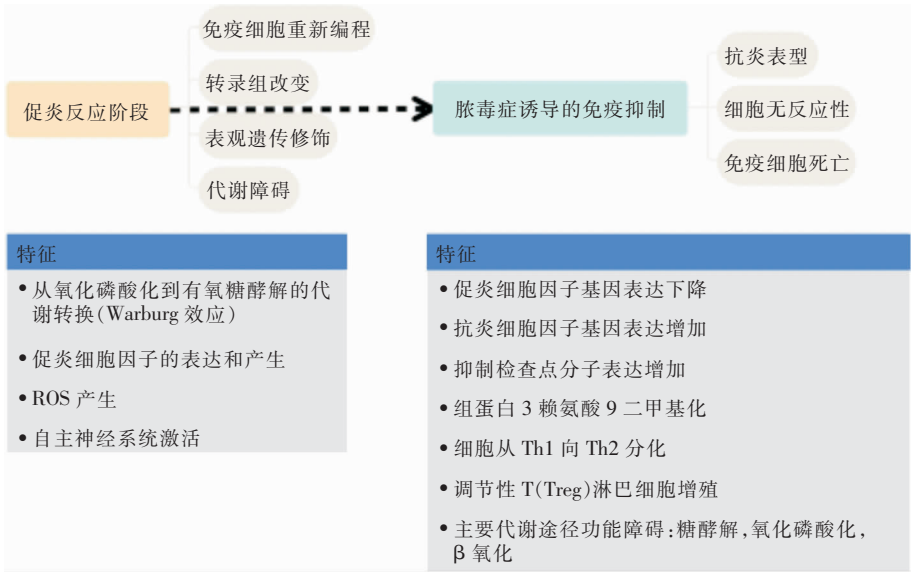 免疫细胞重新编程
转录组改变
促炎反应阶段
表观遗传修饰
代谢障碍
脓毒症诱导的免疫抑制
抗炎表型
细胞无反应性
免疫细胞死亡
特征
•从氧化磷酸化到有氧糖酵解的代
谢转换(Warburg 效应)
•促炎细胞因子的表达和产生
•ROS 产生
•自主神经系统激活
特征
•促炎细胞因子基因表达下降
•抗炎细胞因子基因表达增加
•抑制检查点分子表达增加
•组蛋白 3 赖氨酸 9 二甲基化
•细胞从 Th1 向 Th2 分化
•调节性 T(Treg)淋巴细胞增殖
•主要代谢途径功能障碍:糖酵解,氧化磷酸化,
β 氧化